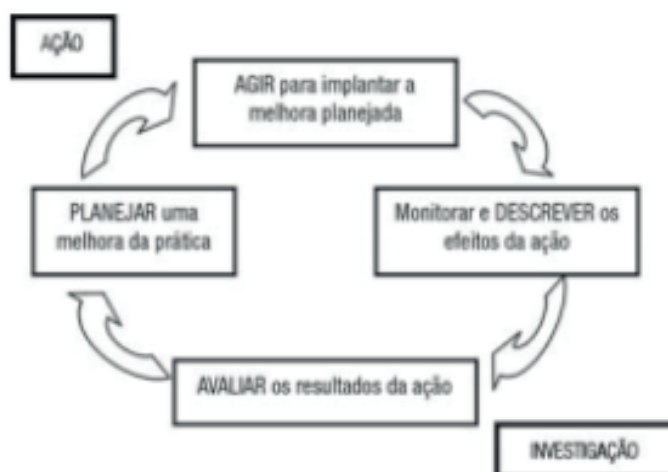 AÇÃO
AGIR para implantar a
melhora planejada
PLANEJAR uma
melhora da prática
Monitorar e DESCREVER os
efeitos da ação
AVALIAR os resultados da ação
INVESTIGAÇÃO